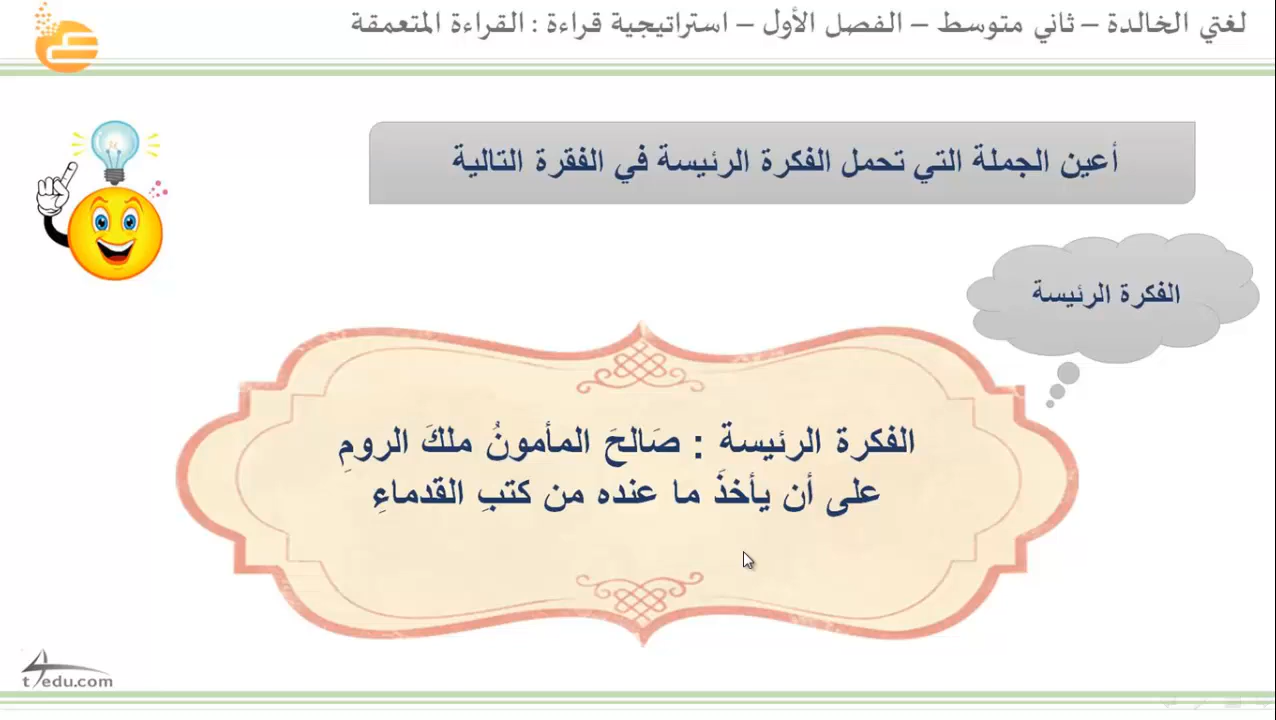 لغتي الخالدة – ثاني متوسط – الفصل الأول – استراتيجية قراءة : القراءة المتعمقة
أعين الجملة التي تحمل الفكرة الرئيسة في الفقرة التالية
الفكرة الرئيسة
الفكرة الرئيسة : صَالحَ المأمونُ ملكَ الرومِ
على أن يأخذَ ما عنده من كتبِ القدماءِ
t4edu.com